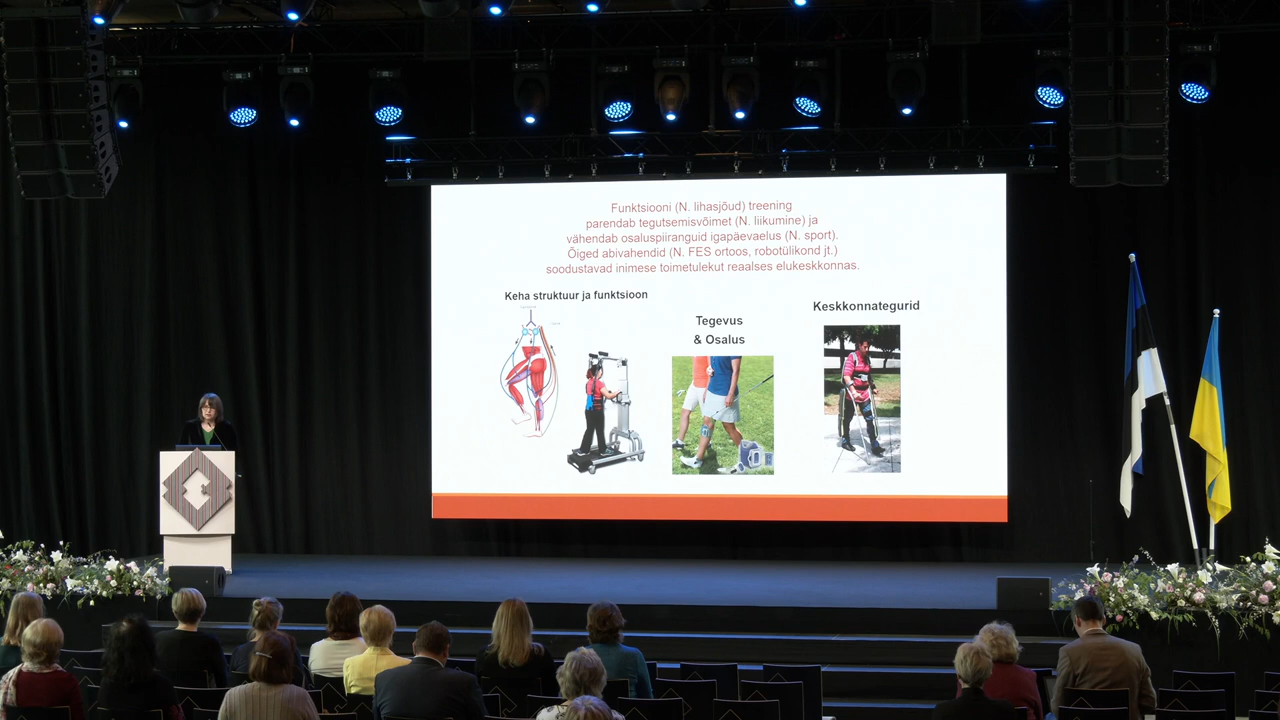 Funktsiooni (N. lihasjõud) treening
parendab tegutsemisvõimet (N. liikumine) ja
vähendab osaluspiiranguid igapäevaelus (N. sport).
Õiged abivahendid (N. FES ortoos, robotülikond jt.)
soodustavad inimese toimetulekut reaalses elukeskkonnas.
Keha struktuur ja funktsioon
Tegevus
& Osalus
Keskkonnategurid